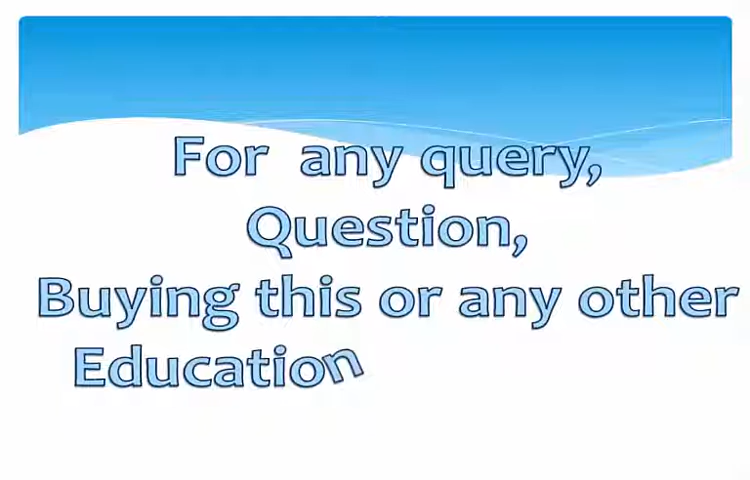 For any query,
Question,
Buying this or any other
Education